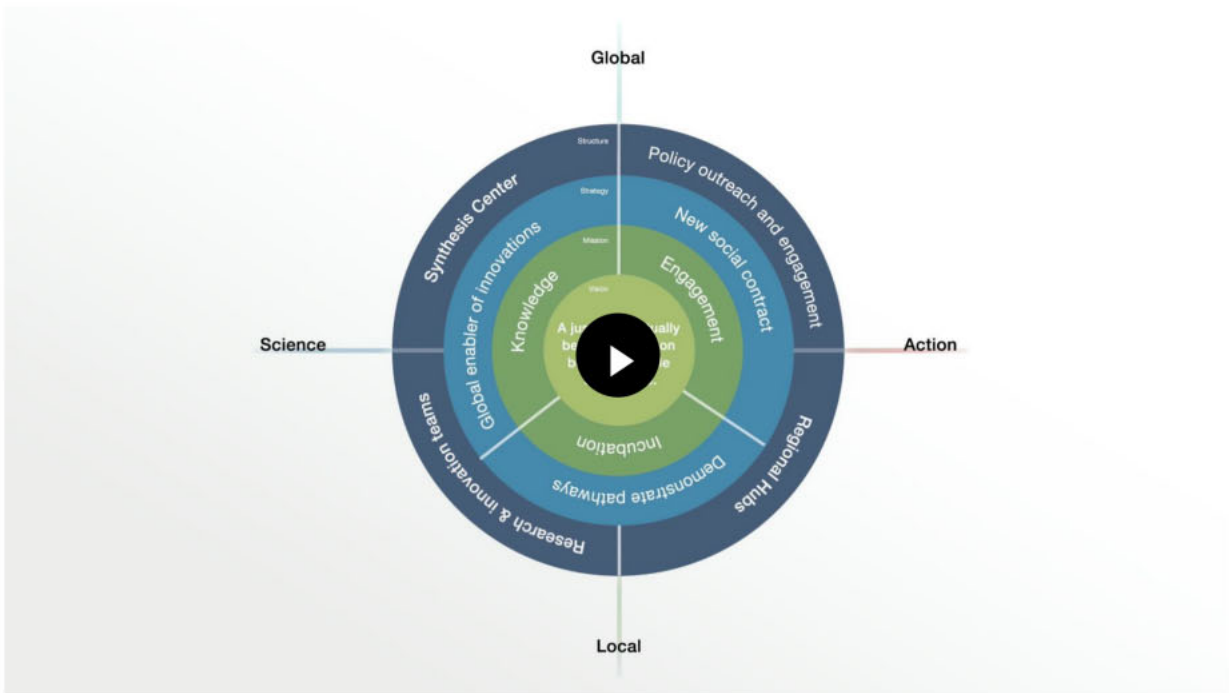 Global
Structure
Policy outreach and engagement
Synthesis Center
Strategy
New social contract
Global enabler of innovations
Mission
Engagement
Knowledge
Vision
A
Science
Action
Incubation
Demonstrate pathways
Research & innovation teams
Regional Hubs
Local